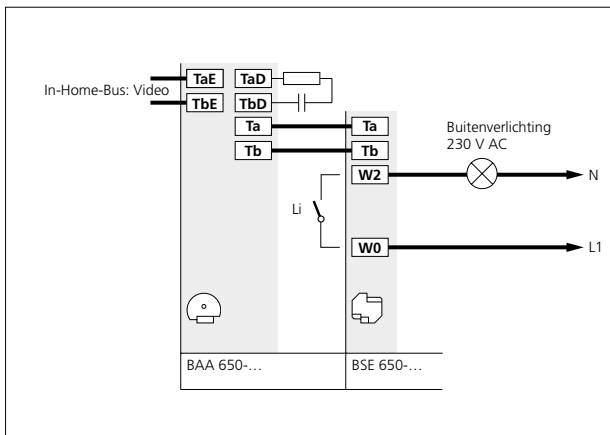 TaE TaD
In-Home-Bus: Video
TbE TbD
Ta Ta
Tb Tb
Buitenverlichting
230 V AC
W2 N
Li
W0 L1
BAA 650-… BSE 650-…